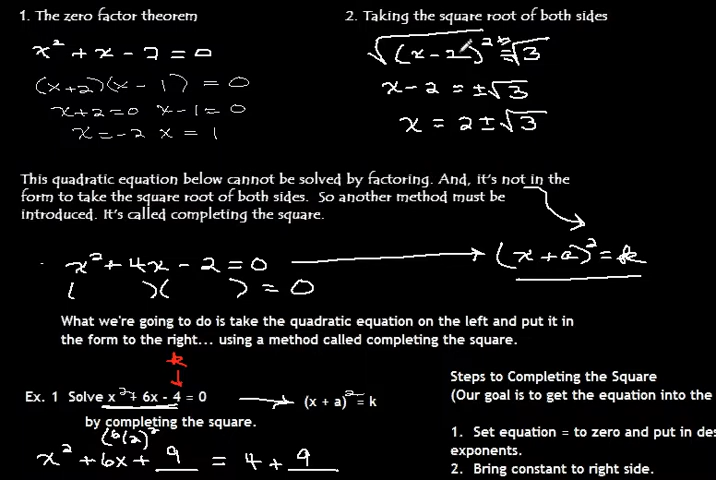 1. The zero factor theorem
x² + x - 2 = 0
(x+2)(x - 1) = 0
x+2=0 x-1=0
x=-2 x = 1
2. Taking the square root of both sides
√(x-2)² = ±√3
x-2 = ±√3
x = 2±√3
This quadratic equation below cannot be solved by factoring. And, it's not in the
form to take the square root of both sides. So another method must be
introduced. It's called completing the square.
x²+4x-2=0
(x+a)²=k
( )( ) = 0
What we're going to do is take the quadratic equation on the left and put it in
the form to the right... using a method called completing the square.
k
Ex. 1 Solve x²+ 6x - 4 = 0
(x + a)² = k
by completing the square.
(6/2)²
x² +6x+ 9 = 4 + 9
Steps to Completing the Square
(Our goal is to get the equation into the
1. Set equation = to zero and put in des
exponents.
2. Bring constant to right side.